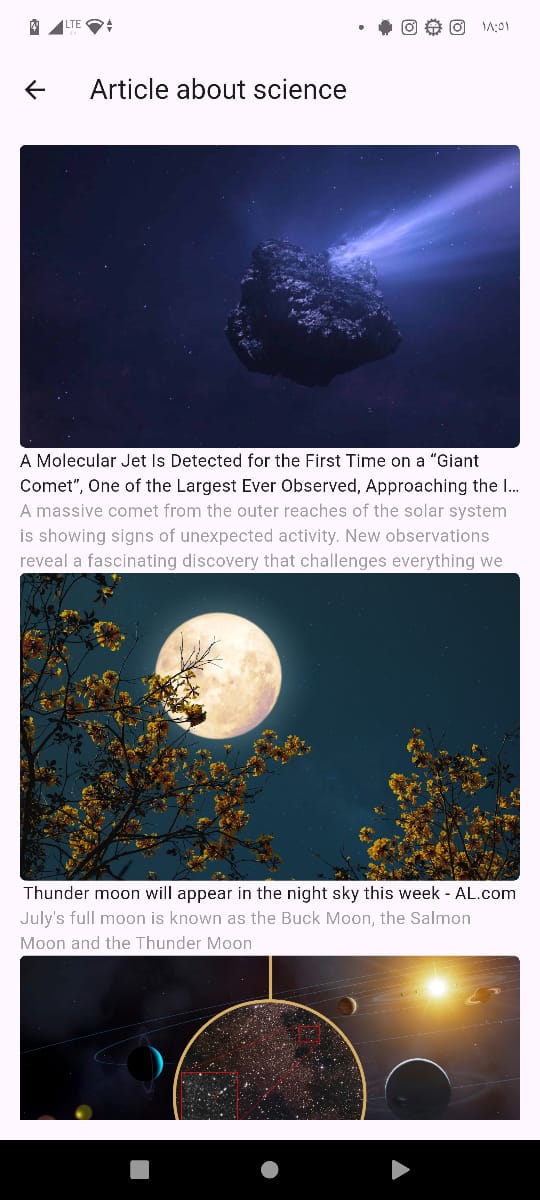 LTE
١٨:٥١
Article about science
A Molecular Jet Is Detected for the First Time on a “Giant
Comet”, One of the Largest Ever Observed, Approaching the I...
A massive comet from the outer reaches of the solar system
is showing signs of unexpected activity. New observations
reveal a fascinating discovery that challenges everything we
Thunder moon will appear in the night sky this week - AL.com
July's full moon is known as the Buck Moon, the Salmon
Moon and the Thunder Moon